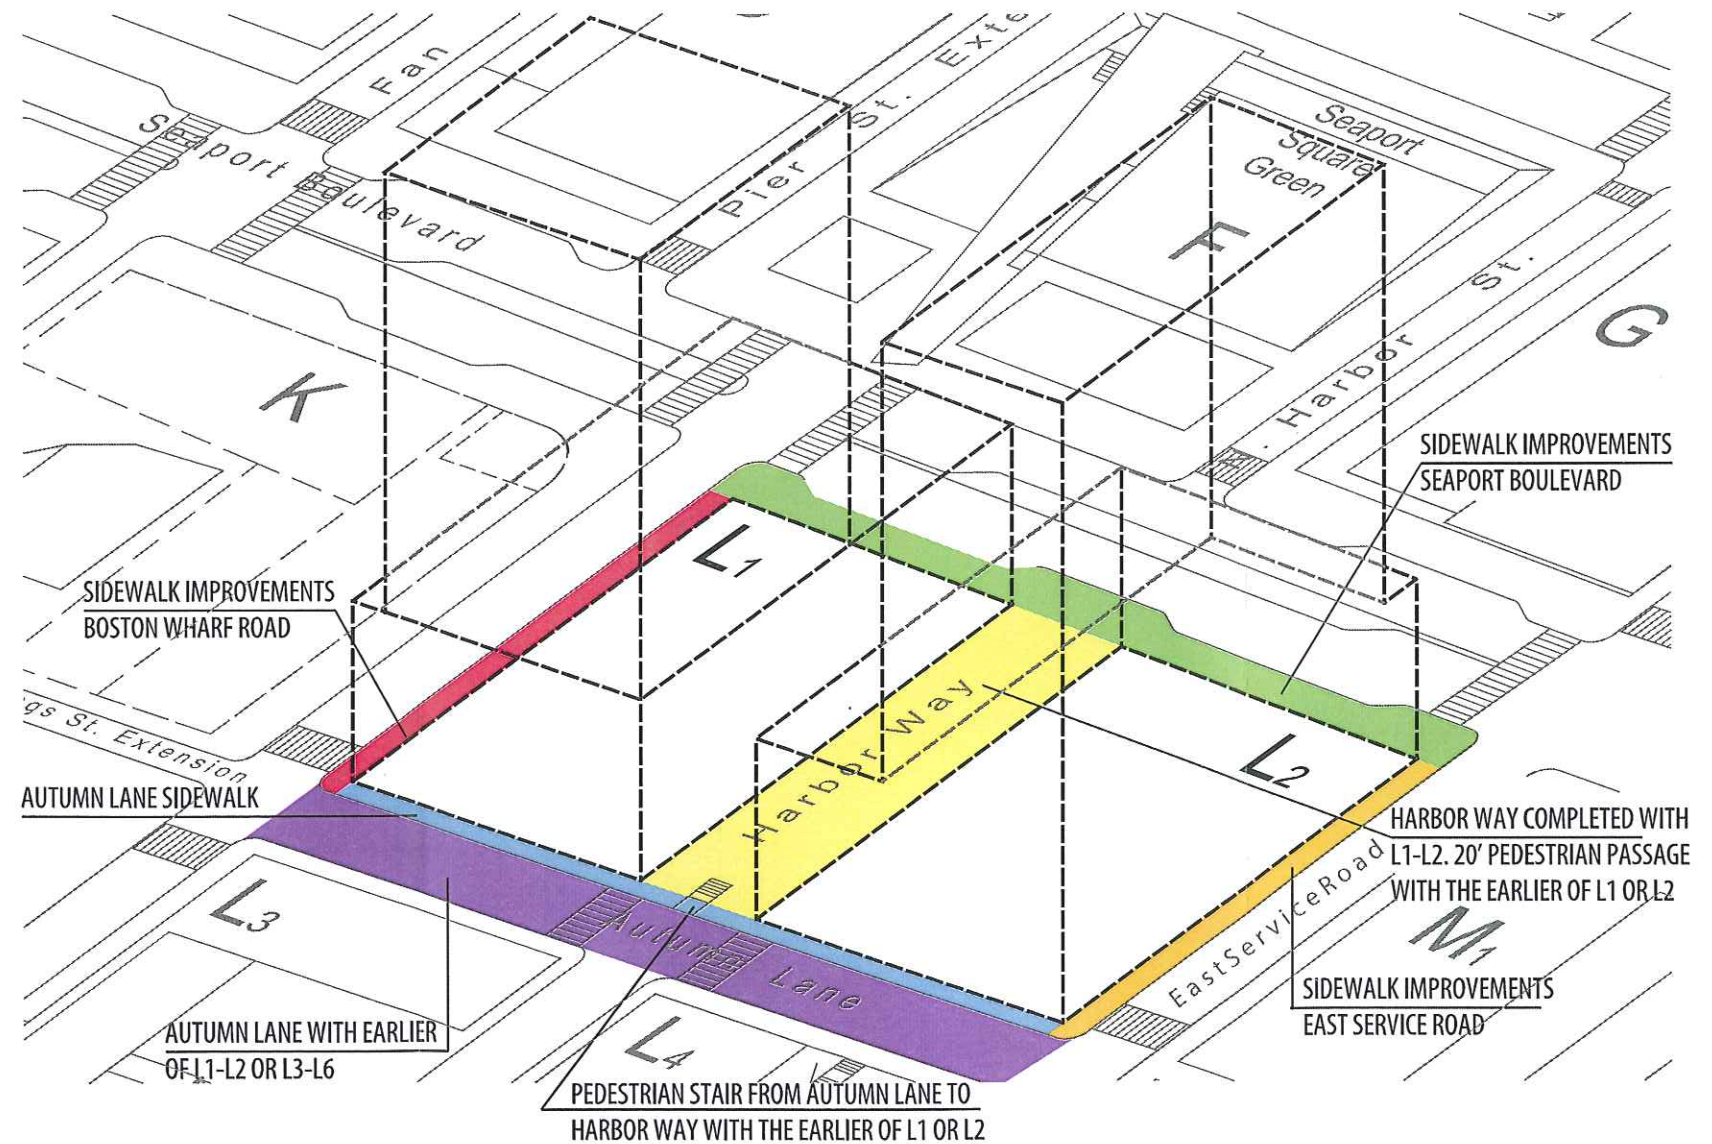 Fan
Pier St. Exte
Seaport Boulevard
Seaport
Square
Green
F
G
A. Harbor St.
K
SIDEWALK IMPROVEMENTS
SEAPORT BOULEVARD
L1
SIDEWALK IMPROVEMENTS
BOSTON WHARF ROAD
Harbor Way
L2
gs St. Extension
AUTUMN LANE SIDEWALK
HARBOR WAY COMPLETED WITH
L1-L2. 20' PEDESTRIAN PASSAGE
WITH THE EARLIER OF L1 OR L2
L3
Autumn Lane
EastServiceRoad
M1
SIDEWALK IMPROVEMENTS
EAST SERVICE ROAD
AUTUMN LANE WITH EARLIER
OF L1-L2 OR L3-L6
L4
PEDESTRIAN STAIR FROM AUTUMN LANE TO
HARBOR WAY WITH THE EARLIER OF L1 OR L2